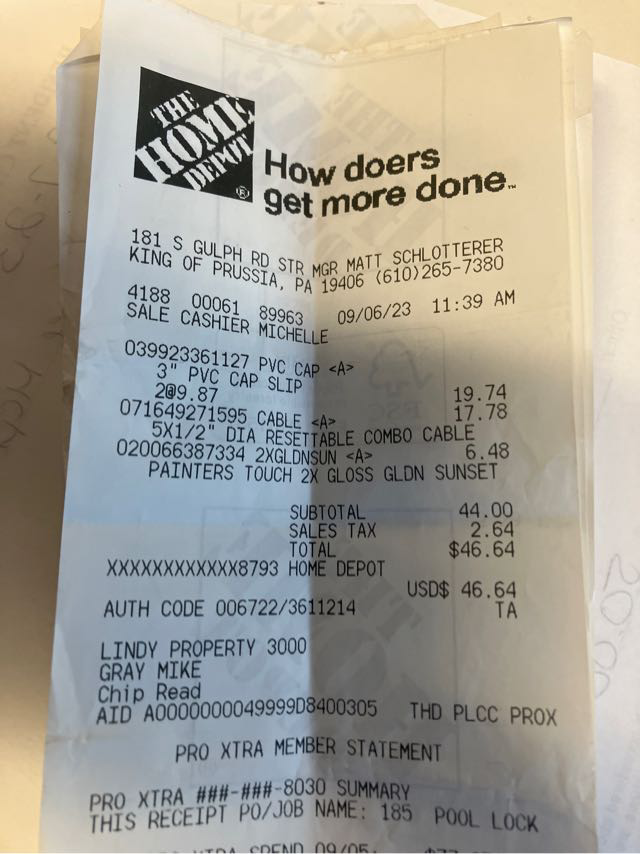 THE
HOME
DEPOT
®
How doers
get more done™
181 S GULPH RD STR MGR MATT SCHLOTTERER
KING OF PRUSSIA, PA 19406 (610)265-7380
4188 00061 89963 09/06/23 11:39 AM
SALE CASHIER MICHELLE
039923361127 PVC CAP <A>
3" PVC CAP SLIP
2@9.87 19.74
071649271595 CABLE <A> 17.78
5X1/2" DIA RESETTABLE COMBO CABLE
020066387334 2XGLDNSUN <A> 6.48
PAINTERS TOUCH 2X GLOSS GLDN SUNSET
SUBTOTAL 44.00
SALES TAX 2.64
TOTAL $46.64
XXXXXXXXXXXX8793 HOME DEPOT
USD$ 46.64
AUTH CODE 006722/3611214 TA
LINDY PROPERTY 3000
GRAY MIKE
Chip Read
AID A0000000049999D8400305 THD PLCC PROX
PRO XTRA MEMBER STATEMENT
PRO XTRA ###-###-8030 SUMMARY
THIS RECEIPT PO/JOB NAME: 185 POOL LOCK